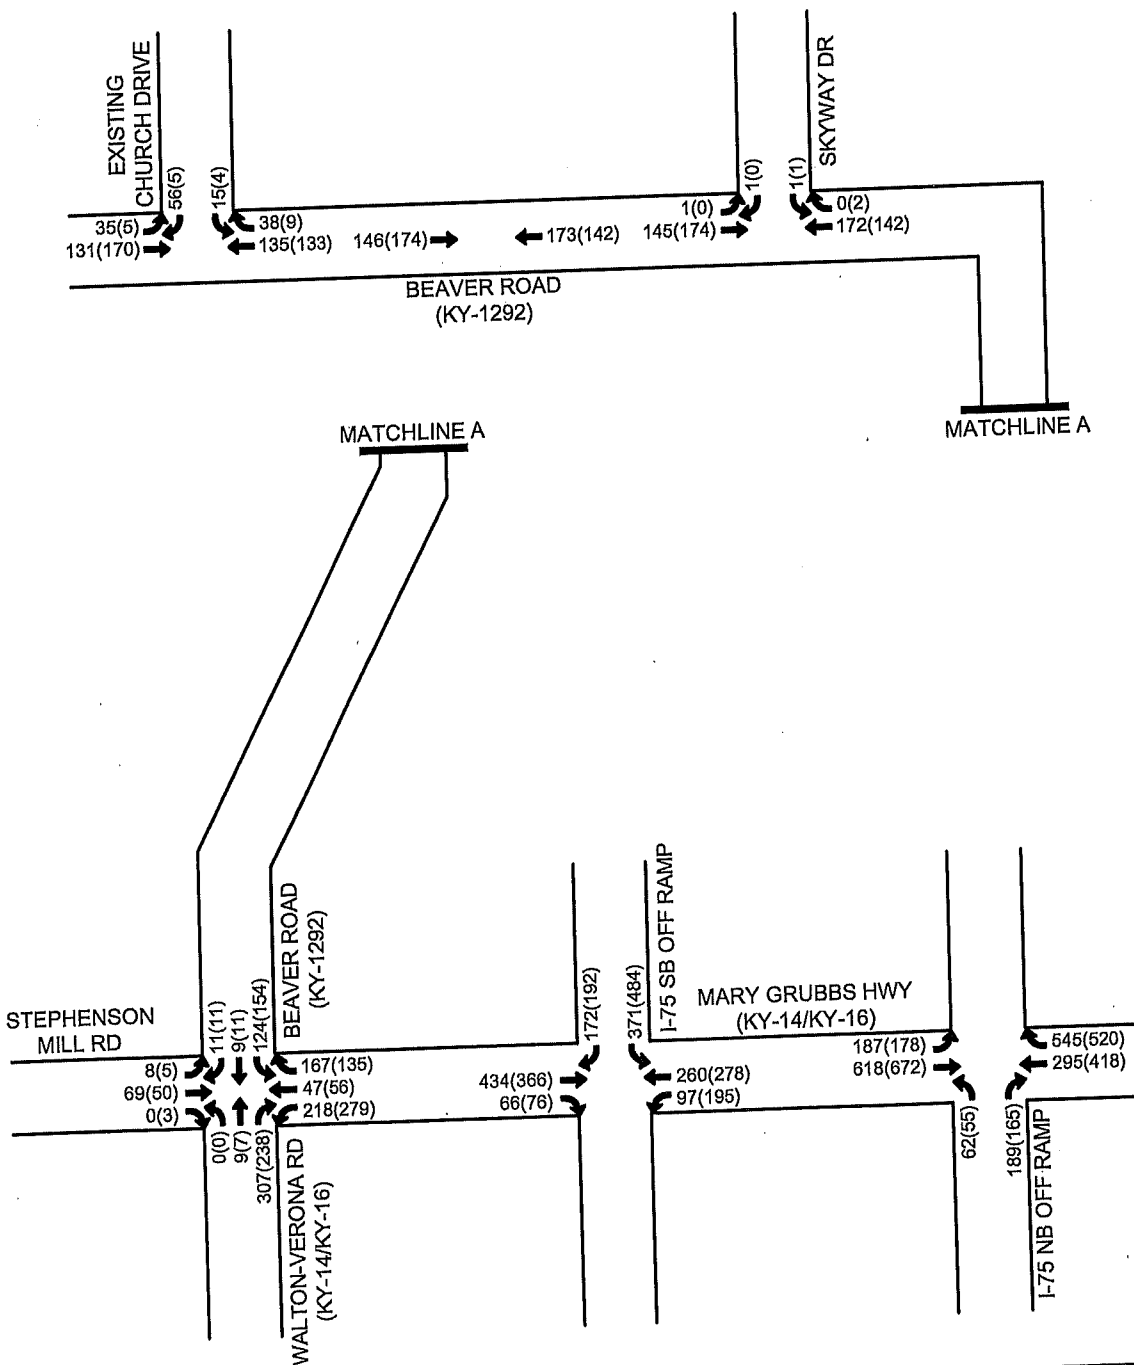 EXISTING
CHURCH DRIVE
56(5)
15(4)
35(5)
131(170)
38(9)
135(133)
146(174)
173(142)
SKYWAY DR
1(0)
1(1)
1(0)
145(174)
0(2)
172(142)
BEAVER ROAD
(KY-1292)
MATCHLINE A
MATCHLINE A
BEAVER ROAD
(KY-1292)
STEPHENSON
MILL RD
11(11)
9(11)
124(154)
8(5)
69(50)
0(3)
167(135)
47(56)
218(279)
0(0)
9(7)
307(238)
WALTON-VERONA RD
(KY-14/KY-16)
I-75 SB OFF RAMP
172(192)
371(484)
434(366)
66(76)
260(278)
97(195)
MARY GRUBBS HWY
(KY-14/KY-16)
187(178)
618(672)
545(520)
295(418)
62(55)
189(165)
I-75 NB OFF RAMP